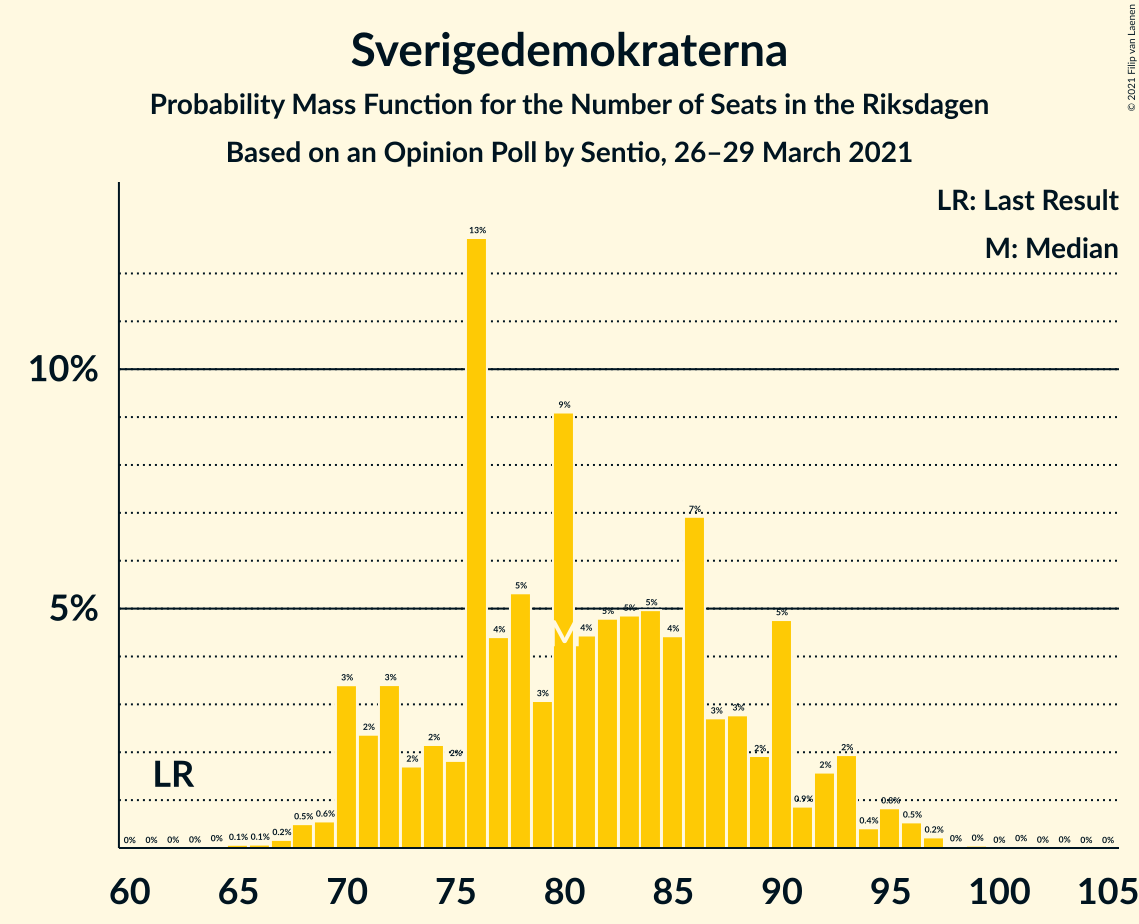 Sverigedemokraterna
Probability Mass Function for the Number of Seats in the Riksdagen
Based on an Opinion Poll by Sentio, 26–29 March 2021
© 2021 Filip van Laenen
LR: Last Result
M: Median
10%
5%
LR
M
0% 0% 0% 0% 0% 0.1% 0.1% 0.2% 0.5% 0.6% 3% 2% 3% 2% 2% 2% 13% 4% 5% 3% 9% 4% 5% 5% 5% 4% 7% 3% 3% 2% 5% 0.9% 2% 2% 0.4% 0.8% 0.5% 0.2% 0% 0% 0% 0% 0% 0% 0% 0%
60 65 70 75 80 85 90 95 100 105